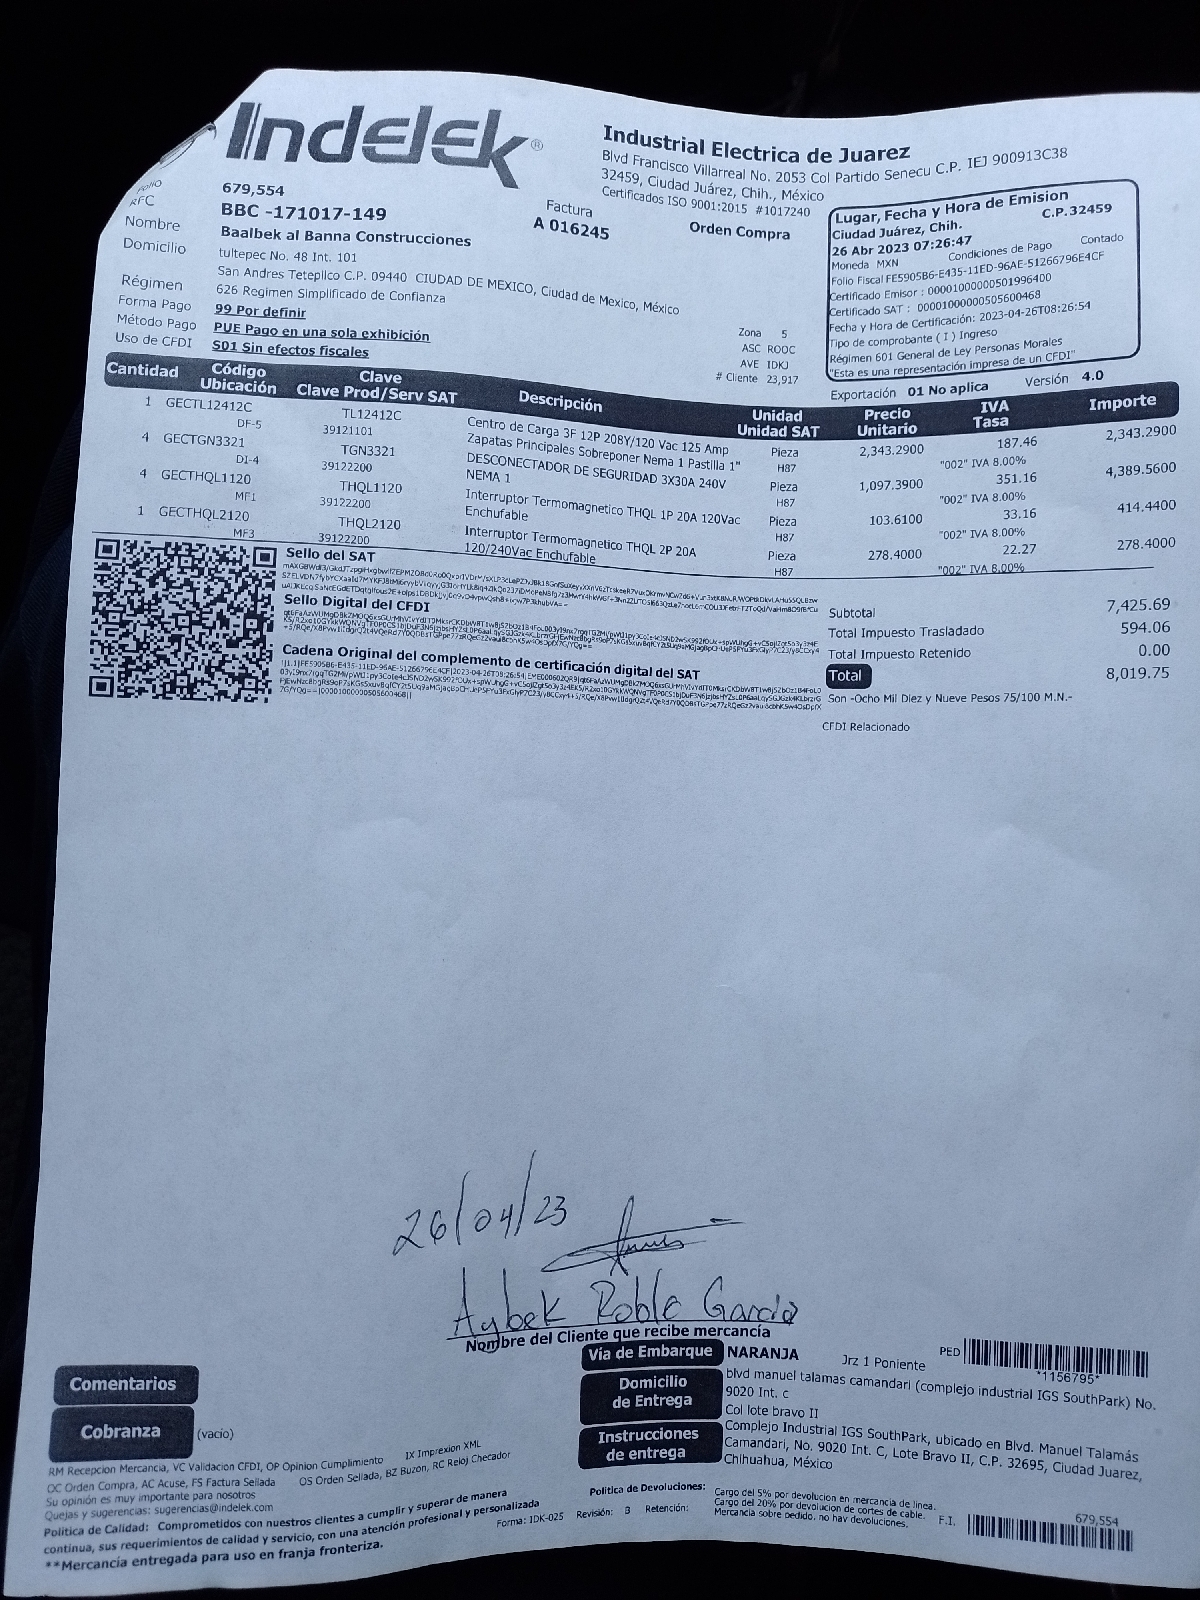 Indelek®
Industrial Electrica de Juarez
Blvd Francisco Villarreal No. 2053 Col Partido Senecu C.P. IEJ 900913C38
32459, Ciudad Juárez, Chih., México
Certificados ISO 9001:2015 #1017240
Folio 679,554
RFC BBC -171017-149
Nombre Baalbek al Banna Construcciones
Domicilio tultepec No. 48 Int. 101
San Andres Tetepilco C.P. 09440 CIUDAD DE MEXICO, Ciudad de Mexico, México
Régimen 626 Regimen Simplificado de Confianza
Forma Pago 99 Por definir
Método Pago PUE Pago en una sola exhibición
Uso de CFDI S01 Sin efectos fiscales
Factura
A 016245
Orden Compra
Lugar, Fecha y Hora de Emision
Ciudad Juárez, Chih. C.P.32459
26 Abr 2023 07:26:47
Moneda MXN Condiciones de Pago Contado
Folio Fiscal FE5905B6-E435-11ED-96AE-51266796E4CF
Certificado Emisor : 00001000000501996400
Certificado SAT : 00001000000505600468
Fecha y Hora de Certificación: 2023-04-26T08:26:54
Tipo de comprobante ( I ) Ingreso
Régimen 601 General de Ley Personas Morales
"Esta es una representación impresa de un CFDI"
Zona 5
ASC ROOC
AVE IDKJ
# Cliente 23,917
Exportación 01 No aplica Versión 4.0
Cantidad Código Ubicación Clave Clave Prod/Serv SAT Descripción Unidad Unidad SAT Precio Unitario IVA Tasa Importe
1 GECTL12412C TL12412C Centro de Carga 3F 12P 208Y/120 Vac 125 Amp Pieza 2,343.2900 187.46 2,343.2900
DF-5 39121101 Zapatas Principales Sobreponer Nema 1 Pastilla 1" H87 "002" IVA 8.00%
4 GECTGN3321 TGN3321 DESCONECTADOR DE SEGURIDAD 3X30A 240V Pieza 1,097.3900 351.16 4,389.5600
DI-4 39122200 NEMA 1 H87 "002" IVA 8.00%
4 GECTHQL1120 THQL1120 Interruptor Termomagnetico THQL 1P 20A 120Vac Pieza 103.6100 33.16 414.4400
MF1 39122200 Enchufable H87 "002" IVA 8.00%
1 GECTHQL2120 THQL2120 Interruptor Termomagnetico THQL 2P 20A Pieza 278.4000 22.27 278.4000
MF3 39122200 120/240Vac Enchufable H87 "002" IVA 8.00%
Sello del SAT
Sello Digital del CFDI
Cadena Original del complemento de certificación digital del SAT
Subtotal 7,425.69
Total Impuesto Trasladado 594.06
Total Impuesto Retenido 0.00
Total 8,019.75
Son -Ocho Mil Diez y Nueve Pesos 75/100 M.N.-
CFDI Relacionado
26/04/23
Aybek Roble Garcia
Nombre del Cliente que recibe mercancía
Comentarios
Cobranza (vacio)
Via de Embarque NARANJA Jrz 1 Poniente PED
*1156795*
Domicilio de Entrega
blvd manuel talamas camandari (complejo industrial IGS SouthPark) No.
9020 Int. c
Col lote bravo II
Instrucciones de entrega
Complejo Industrial IGS SouthPark, ubicado en Blvd. Manuel Talamás
Camandari, No. 9020 Int. C, Lote Bravo II, C.P. 32695, Ciudad Juarez,
Chihuahua, México
RM Recepcion Mercancia, VC Validacion CFDI, OP Opinion Cumplimiento IX Imprexion XML
OC Orden Compra, AC Acuse, FS Factura Sellada OS Orden Sellada, BZ Buzon, RC Reloj Checador
Su opinión es muy importante para nosotros
Quejas y sugerencias: sugerencias@indelek.com
Politica de Calidad: Comprometidos con nuestros clientes a cumplir y superar de manera
continua, sus requerimientos de calidad y servicio, con una atención profesional y personalizada
**Mercancia entregada para uso en franja fronteriza.
Forma: IDK-025 Revisión: B Retención:
Politica de Devoluciones: Cargo del 5% por devolucion en mercancia de linea.
Cargo del 20% por devolucion de cortes de cable.
Mercancia sobre pedido, no hay devoluciones.
F.I. 679,554